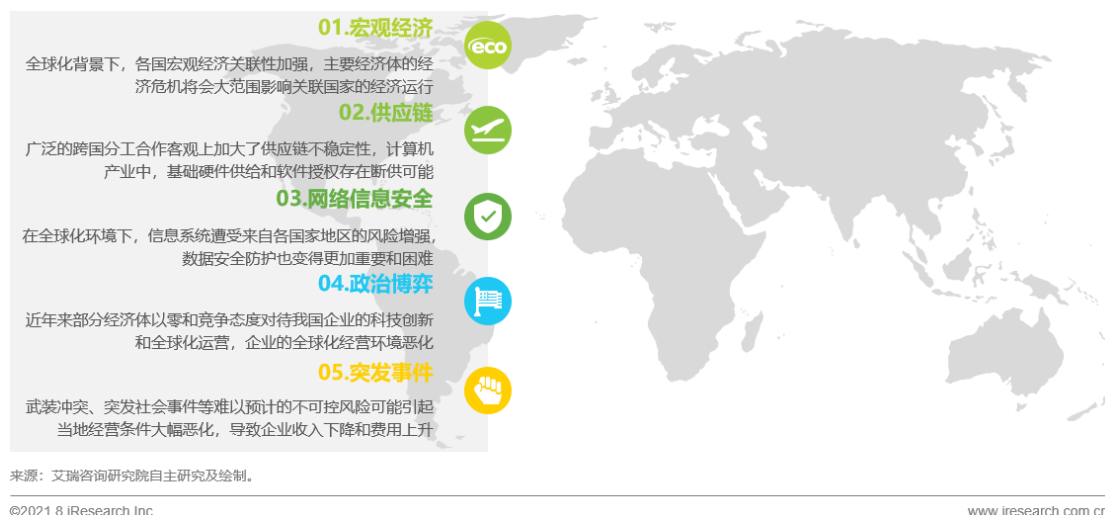 01.宏观经济
eco
全球化背景下，各国宏观经济关联性加强，主要经济体的经
济危机将会大范围影响关联国家的经济运行
02.供应链
广泛的跨国分工合作客观上加大了供应链不稳定性，计算机
产业中，基础硬件供给和软件授权存在断供可能
03.网络信息安全
在全球化环境下，信息系统遭受来自各国家地区的风险增强，
数据安全防护也变得更加重要和困难
04.政治博弈
近年来部分经济体以零和竞争态度对待我国企业的科技创新
和全球化运营，企业的全球化经营环境恶化
05.突发事件
武装冲突、突发社会事件等难以预计的不可控风险可能引起
当地经营条件大幅恶化，导致企业收入下降和费用上升
来源：艾瑞咨询研究院自主研究及绘制。
©2021.8 iResearch Inc
www.iresearch.com.cn